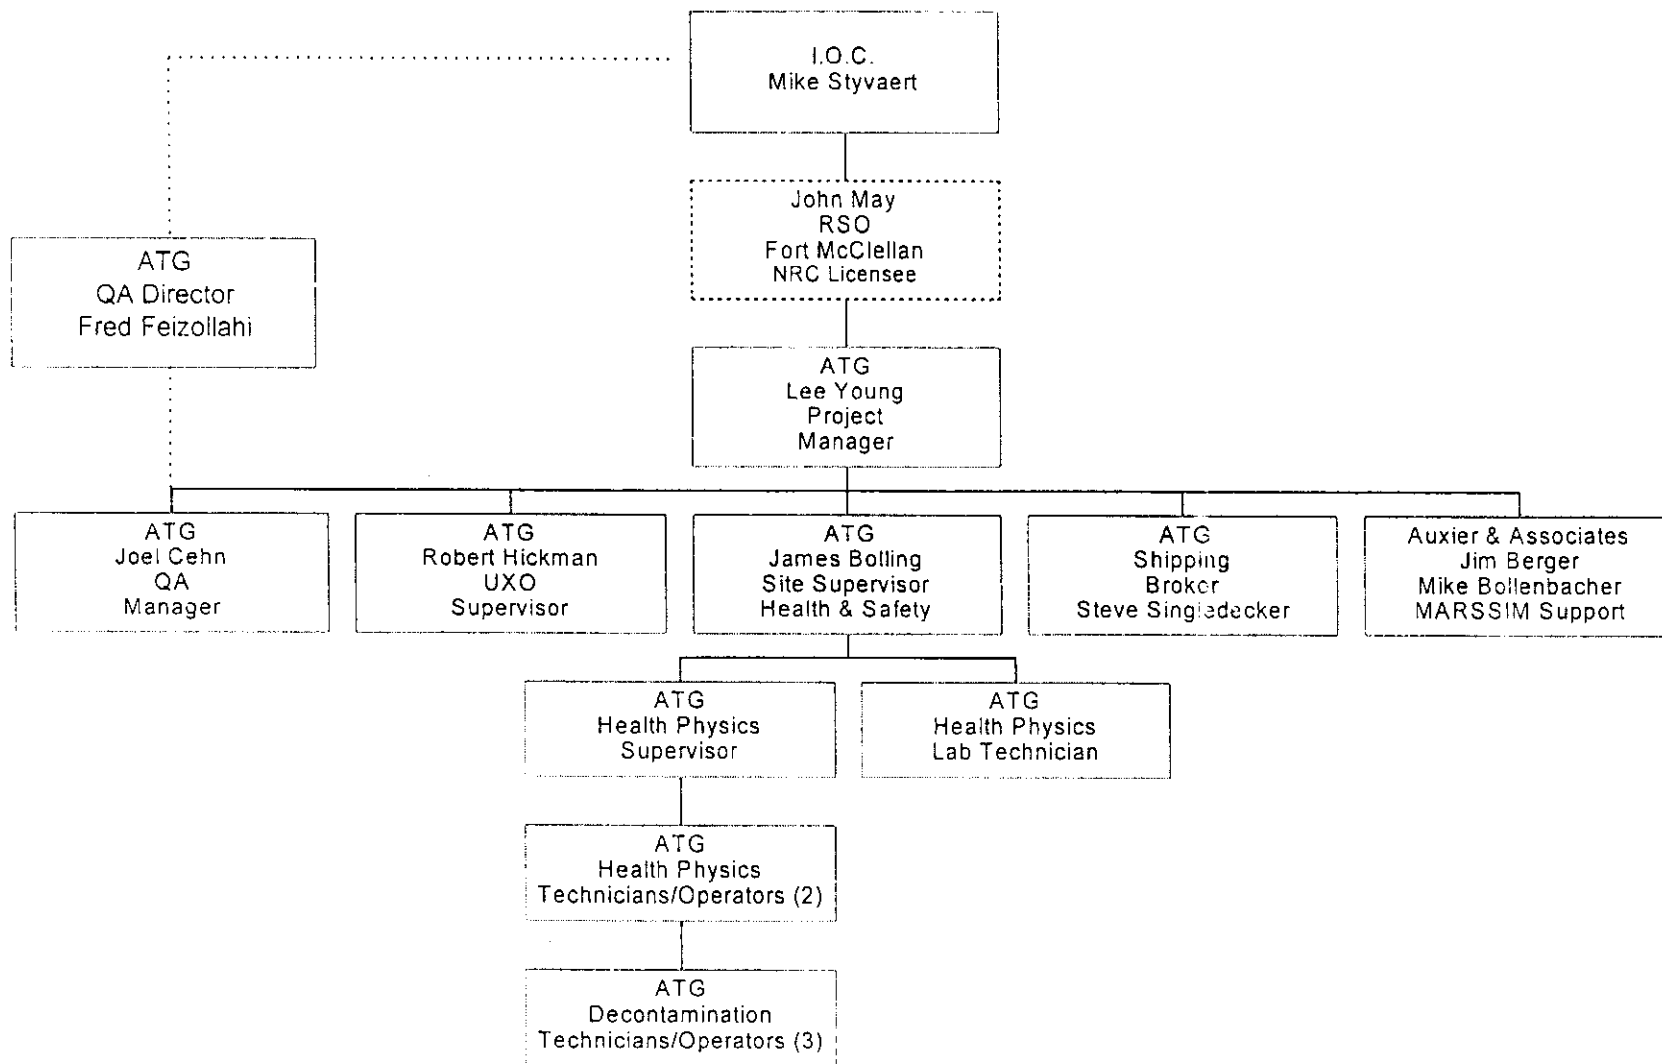 I.O.C.
Mike Styvaert
John May
RSO
Fort McClellan
NRC Licensee
ATG
QA Director
Fred Feizollahi
ATG
Lee Young
Project
Manager
ATG
Joel Cehn
QA
Manager
ATG
Robert Hickman
UXO
Supervisor
ATG
James Bolling
Site Supervisor
Health & Safety
ATG
Shipping
Broker
Steve Singledecker
Auxier & Associates
Jim Berger
Mike Bollenbacher
MARSSIM Support
ATG
Health Physics
Supervisor
ATG
Health Physics
Lab Technician
ATG
Health Physics
Technicians/Operators (2)
ATG
Decontamination
Technicians/Operators (3)